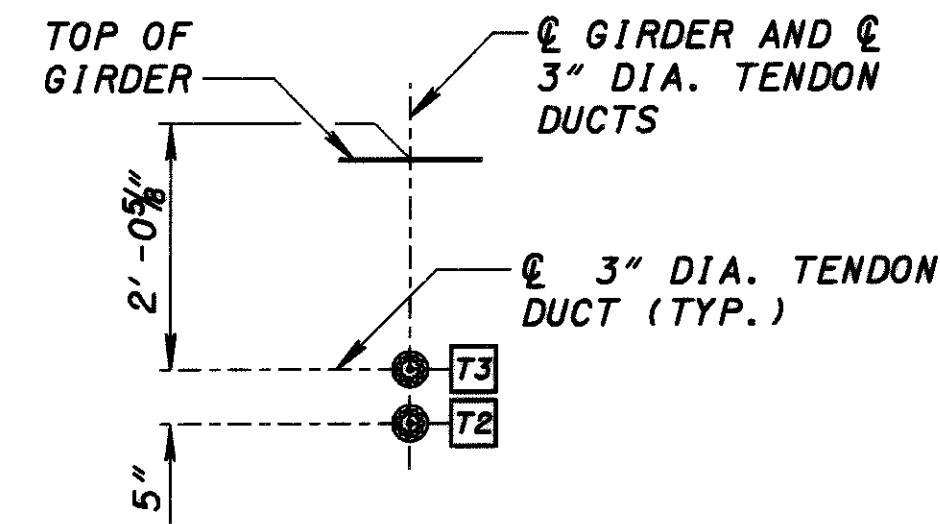 TOP OF
GIRDER
℄ GIRDER AND ℄
3" DIA. TENDON
DUCTS
2'-0⅝"
℄ 3" DIA. TENDON
DUCT (TYP.)
T3
T2
5"